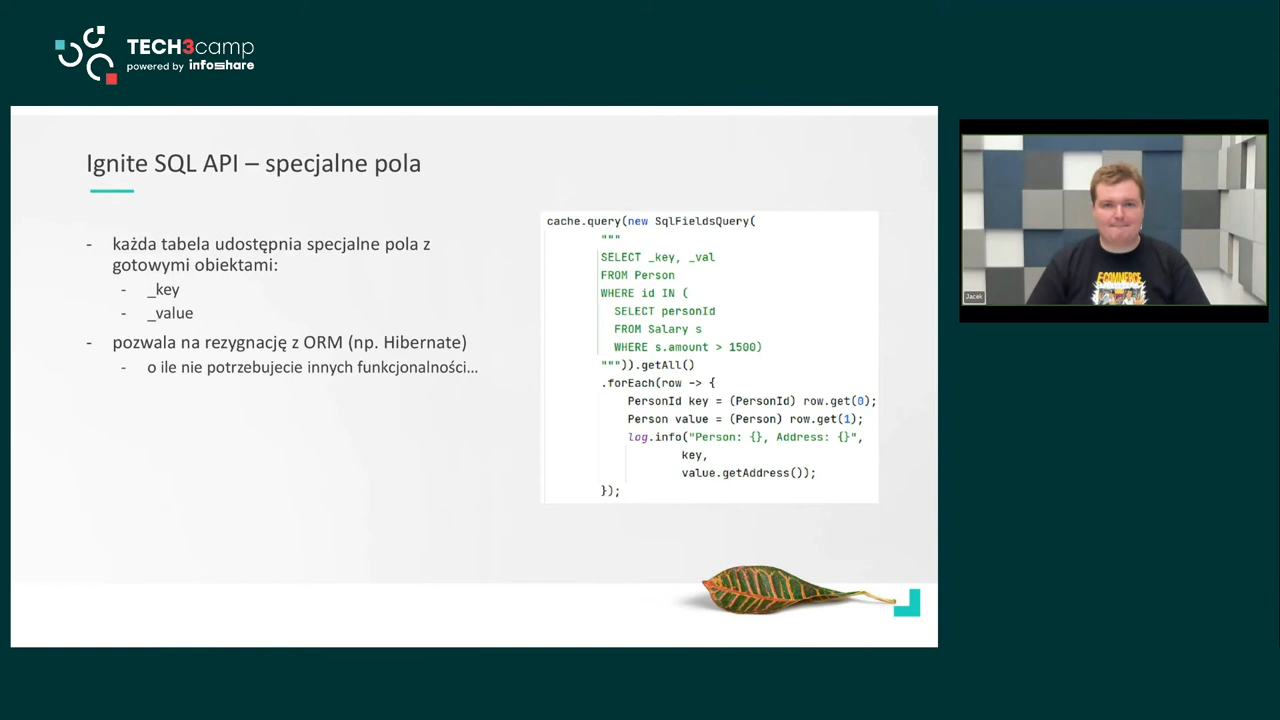 TECH3camp
powered by infoshare
Ignite SQL API – specjalne pola
- każda tabela udostępnia specjalne pola z
gotowymi obiektami:
- _key
- _value
- pozwala na rezygnację z ORM (np. Hibernate)
- o ile nie potrzebujecie innych funkcjonalności...
cache.query(new SqlFieldsQuery(
"""
SELECT _key, _val
FROM Person
WHERE id IN (
SELECT personId
FROM Salary s
WHERE s.amount > 1500)
""")).getAll()
.forEach(row -> {
PersonId key = (PersonId) row.get(0);
Person value = (Person) row.get(1);
log.info("Person: {}, Address: {}",
key,
value.getAddress());
});
Jacek
E-COMMERCE